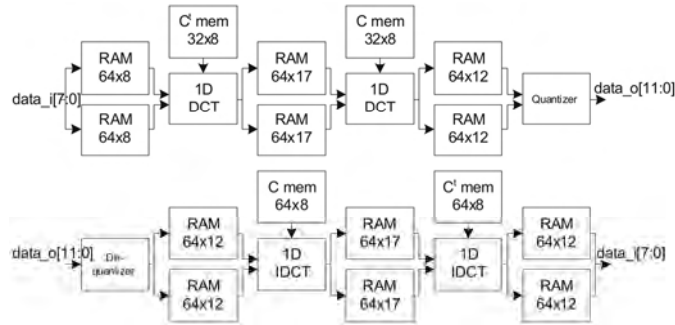 Cᵗ mem
32x8
C mem
32x8
RAM
64x8
RAM
64x17
RAM
64x12
data_i[7:0]
1D
DCT
1D
DCT
Quantizer
data_o[11:0]
RAM
64x8
RAM
64x17
RAM
64x12
C mem
64x8
Cᵗ mem
64x8
RAM
64x12
RAM
64x17
RAM
64x12
data_o[11:0]
De-
quantizer
1D
IDCT
1D
IDCT
data_i[7:0]
RAM
64x12
RAM
64x17
RAM
64x12